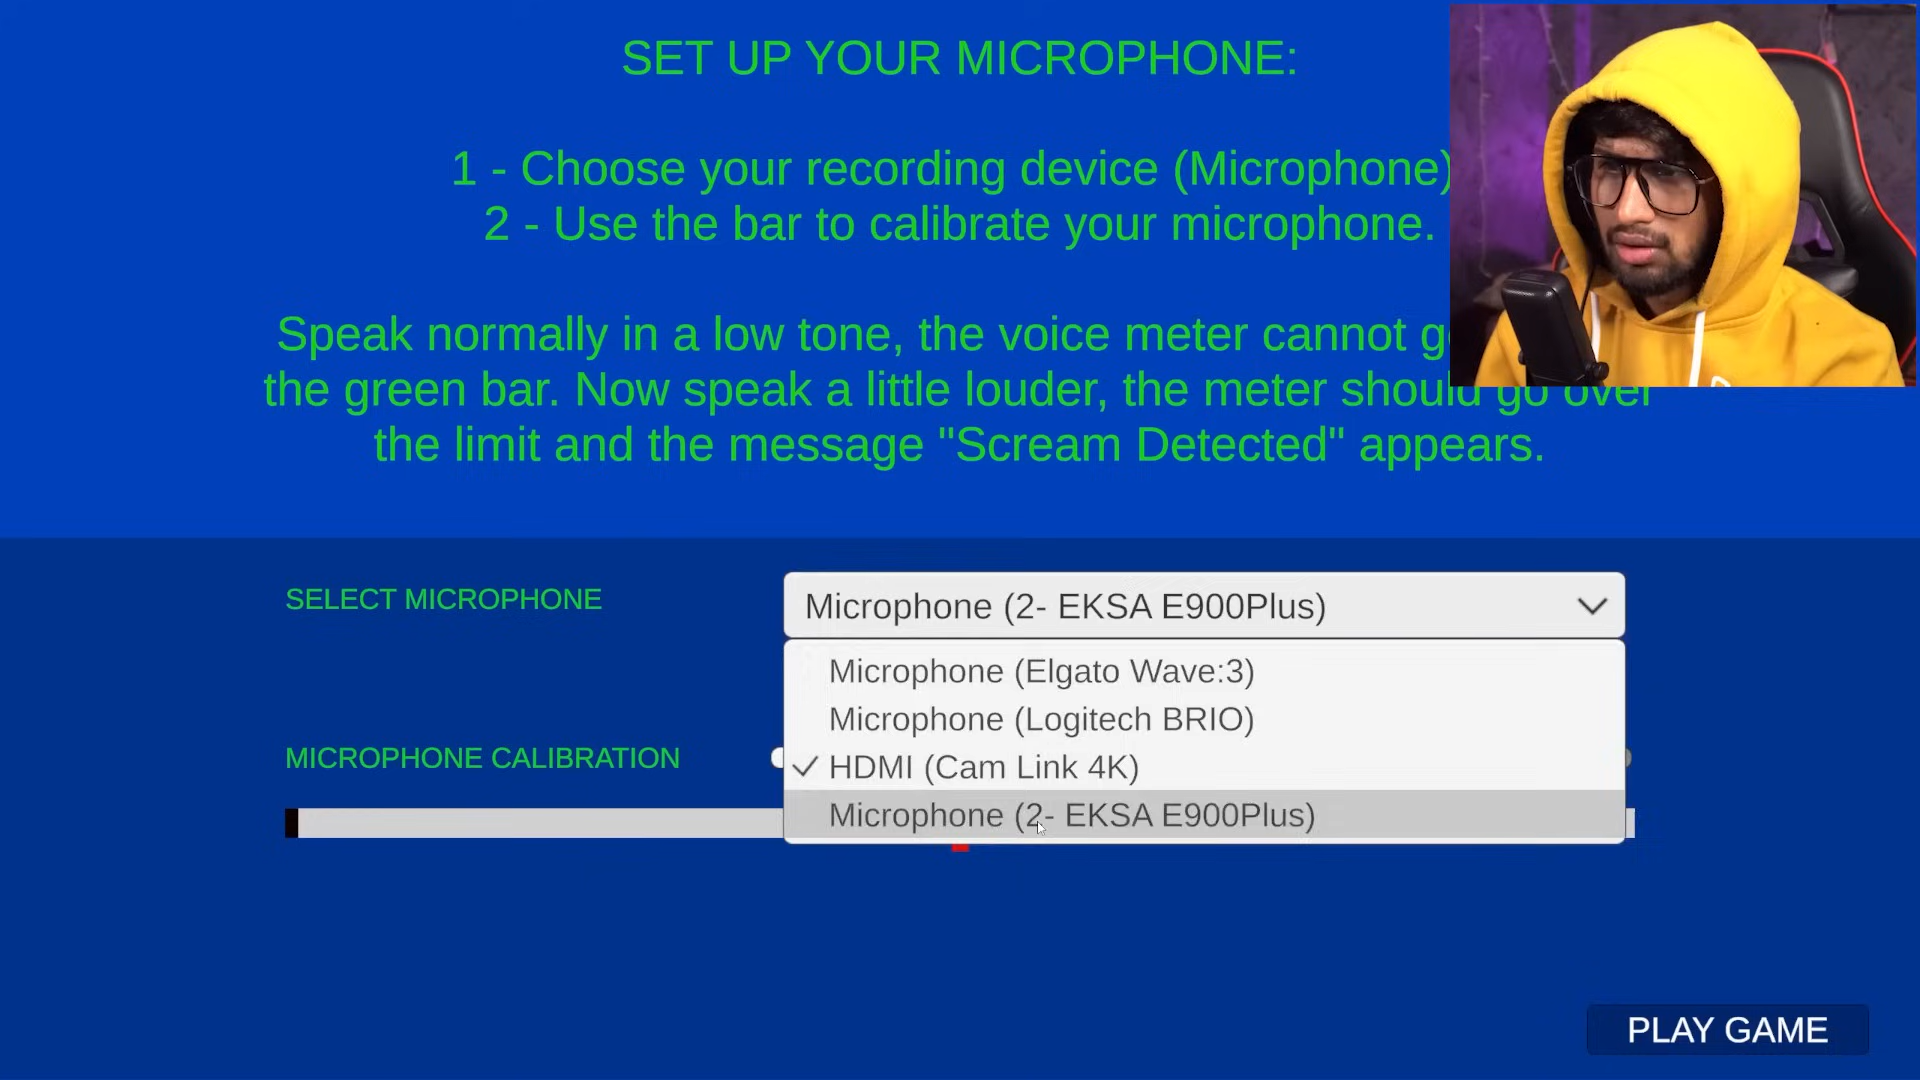 SET UP YOUR MICROPHONE:
1 - Choose your recording device (Microphone)
2 - Use the bar to calibrate your microphone.
Speak normally in a low tone, the voice meter cannot
the green bar. Now speak a little louder, the meter should go over
the limit and the message "Scream Detected" appears.
SELECT MICROPHONE
Microphone (2- EKSA E900Plus)
Microphone (Elgato Wave:3)
Microphone (Logitech BRIO)
MICROPHONE CALIBRATION
HDMI (Cam Link 4K)
Microphone (2- EKSA E900Plus)
PLAY GAME